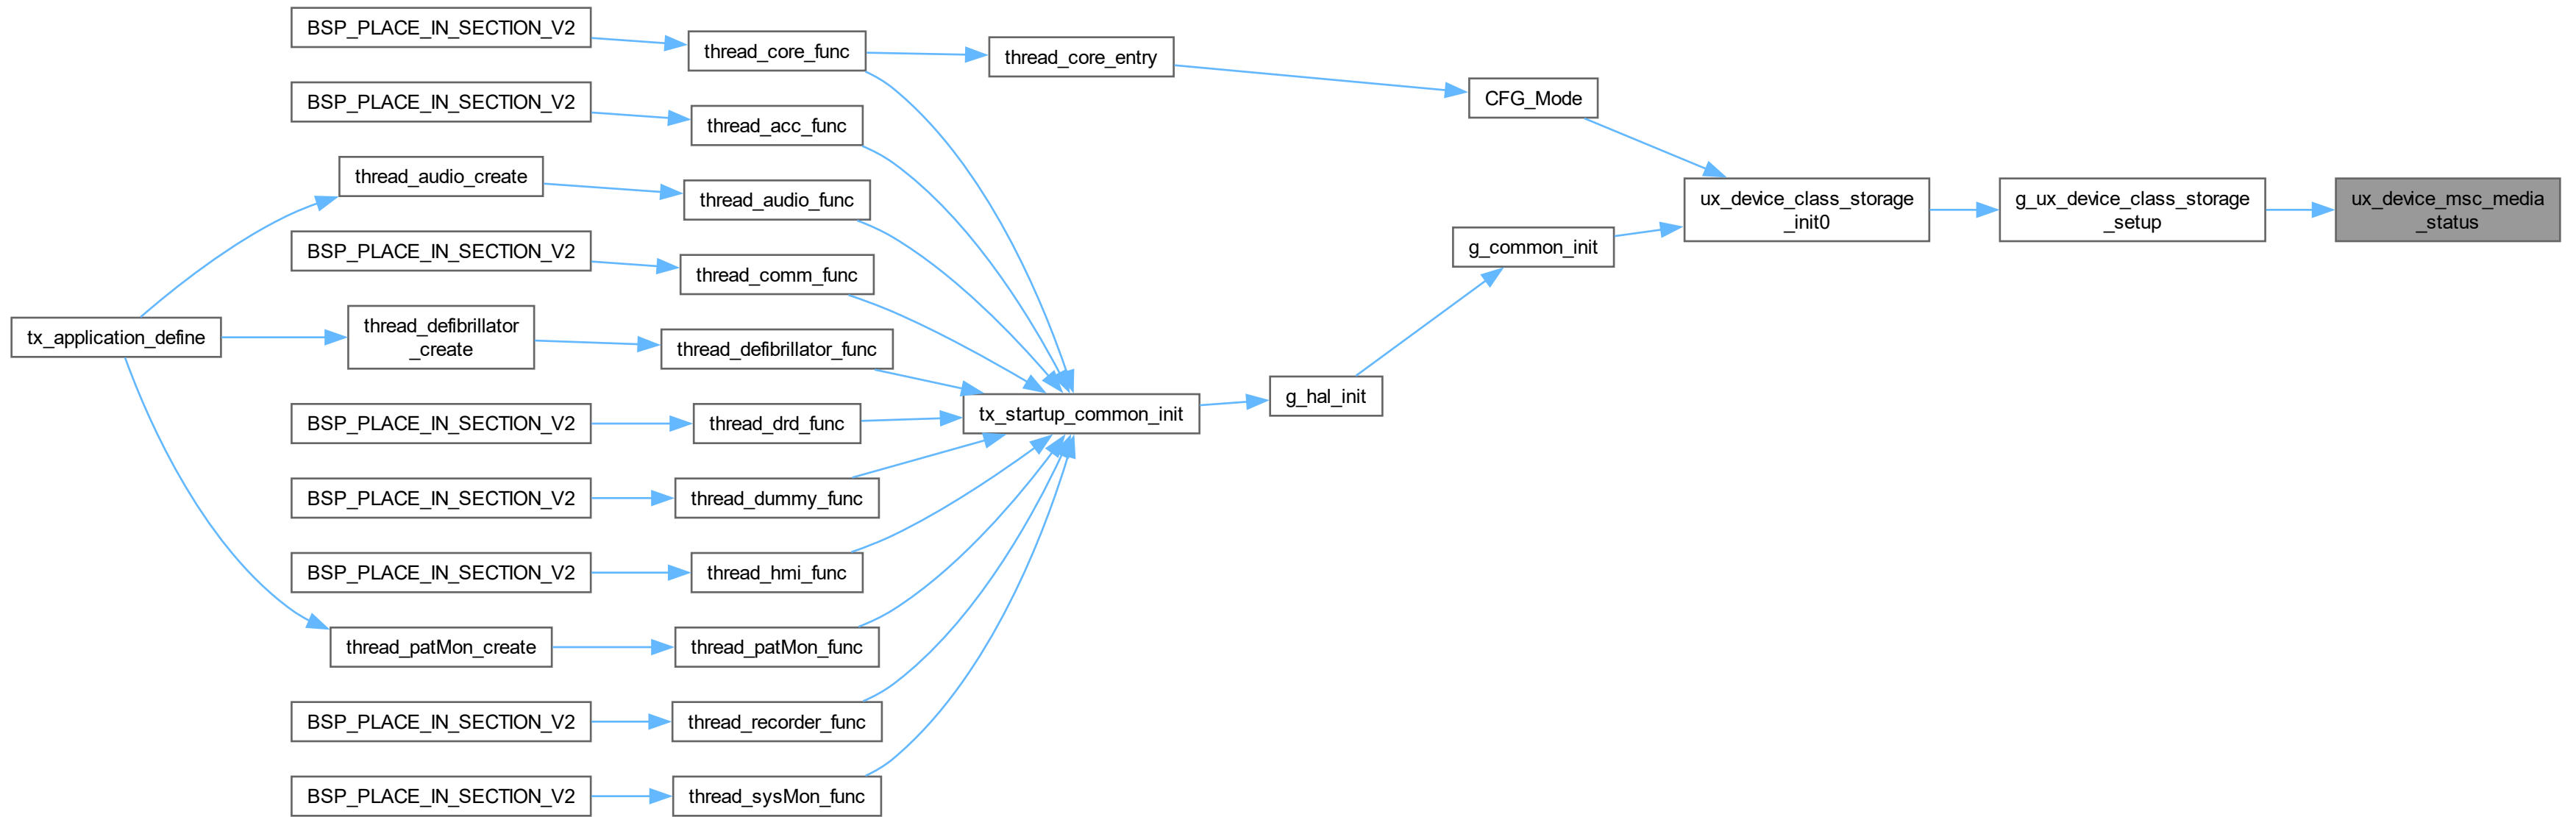 BSP_PLACE_IN_SECTION_V2
thread_core_func
thread_core_entry
CFG_Mode
BSP_PLACE_IN_SECTION_V2
thread_acc_func
thread_audio_create
thread_audio_func
ux_device_class_storage
_init0
g_ux_device_class_storage
_setup
ux_device_msc_media
_status
BSP_PLACE_IN_SECTION_V2
thread_comm_func
g_common_init
tx_application_define
thread_defibrillator
_create
thread_defibrillator_func
g_hal_init
BSP_PLACE_IN_SECTION_V2
thread_drd_func
tx_startup_common_init
BSP_PLACE_IN_SECTION_V2
thread_dummy_func
BSP_PLACE_IN_SECTION_V2
thread_hmi_func
thread_patMon_create
thread_patMon_func
BSP_PLACE_IN_SECTION_V2
thread_recorder_func
BSP_PLACE_IN_SECTION_V2
thread_sysMon_func